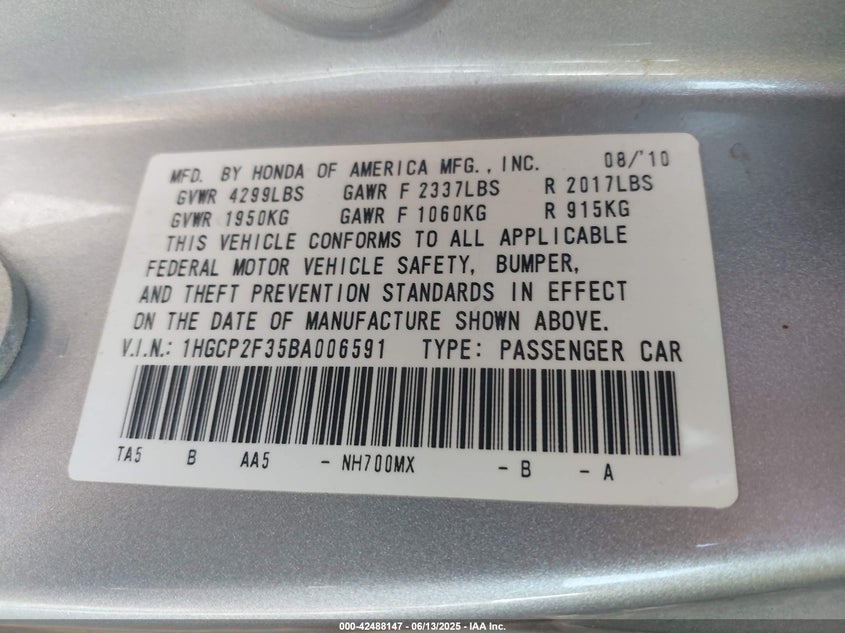 MFD. BY HONDA OF AMERICA MFG., INC. 08/'10
GVWR 4299LBS GAWR F 2337LBS R 2017LBS
GVWR 1950KG GAWR F 1060KG R 915KG
THIS VEHICLE CONFORMS TO ALL APPLICABLE
FEDERAL MOTOR VEHICLE SAFETY, BUMPER,
AND THEFT PREVENTION STANDARDS IN EFFECT
ON THE DATE OF MANUFACTURE SHOWN ABOVE.
V.I.N.: 1HGCP2F35BA006591 TYPE: PASSENGER CAR
TA5 B AA5 - NH700MX - B - A
000-42488147 - 06/13/2025 - IAA Inc.